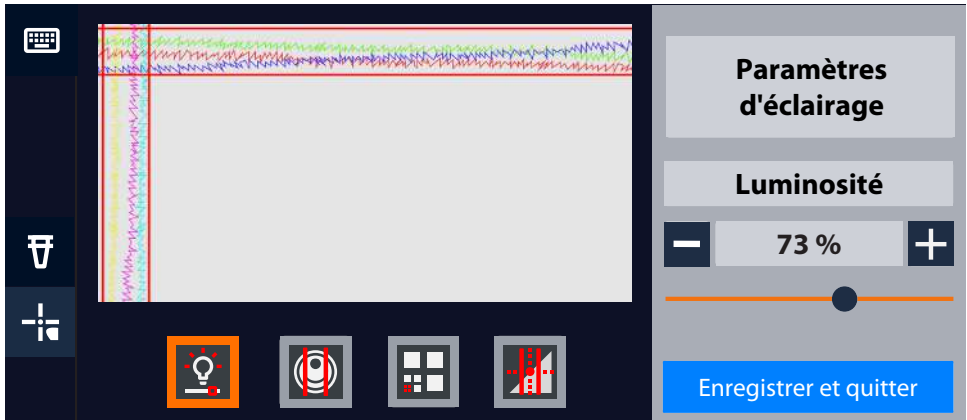 Paramètres
d'éclairage
Luminosité
73 %
Enregistrer et quitter